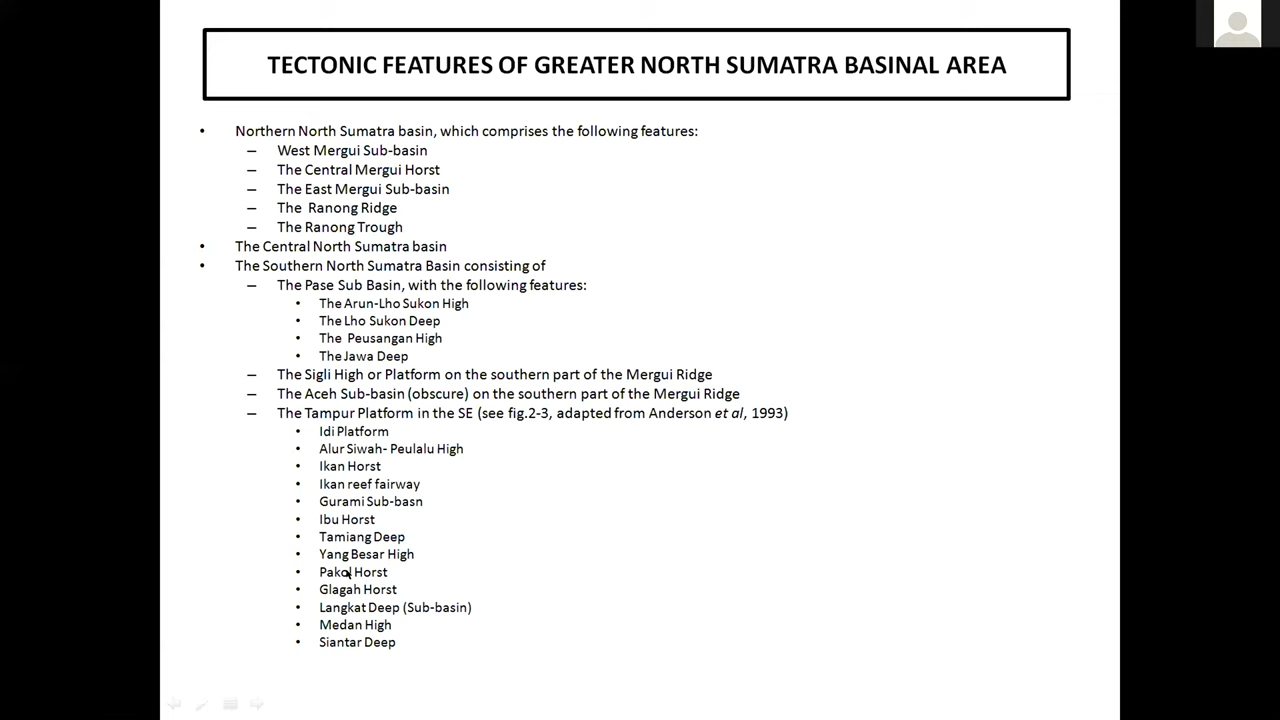 TECTONIC FEATURES OF GREATER NORTH SUMATRA BASINAL AREA
• Northern North Sumatra basin, which comprises the following features:
– West Mergui Sub-basin
– The Central Mergui Horst
– The East Mergui Sub-basin
– The Ranong Ridge
– The Ranong Trough
• The Central North Sumatra basin
• The Southern North Sumatra Basin consisting of
– The Pase Sub Basin, with the following features:
• The Arun-Lho Sukon High
• The Lho Sukon Deep
• The Peusangan High
• The Jawa Deep
– The Sigli High or Platform on the southern part of the Mergui Ridge
– The Aceh Sub-basin (obscure) on the southern part of the Mergui Ridge
– The Tampur Platform in the SE (see fig.2-3, adapted from Anderson et al, 1993)
• Idi Platform
• Alur Siwah- Peulalu High
• Ikan Horst
• Ikan reef fairway
• Gurami Sub-basn
• Ibu Horst
• Tamiang Deep
• Yang Besar High
• Pakol Horst
• Glagah Horst
• Langkat Deep (Sub-basin)
• Medan High
• Siantar Deep